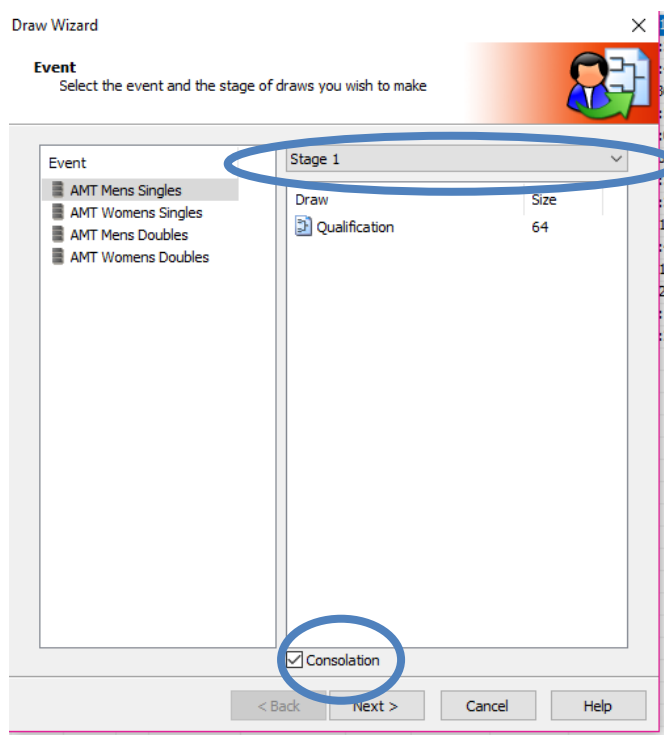 Draw Wizard
Event
Select the event and the stage of draws you wish to make
Event
AMT Mens Singles
AMT Womens Singles
AMT Mens Doubles
AMT Womens Doubles
Stage 1
Draw Size
Qualification 64
Consolation
< Back Next > Cancel Help